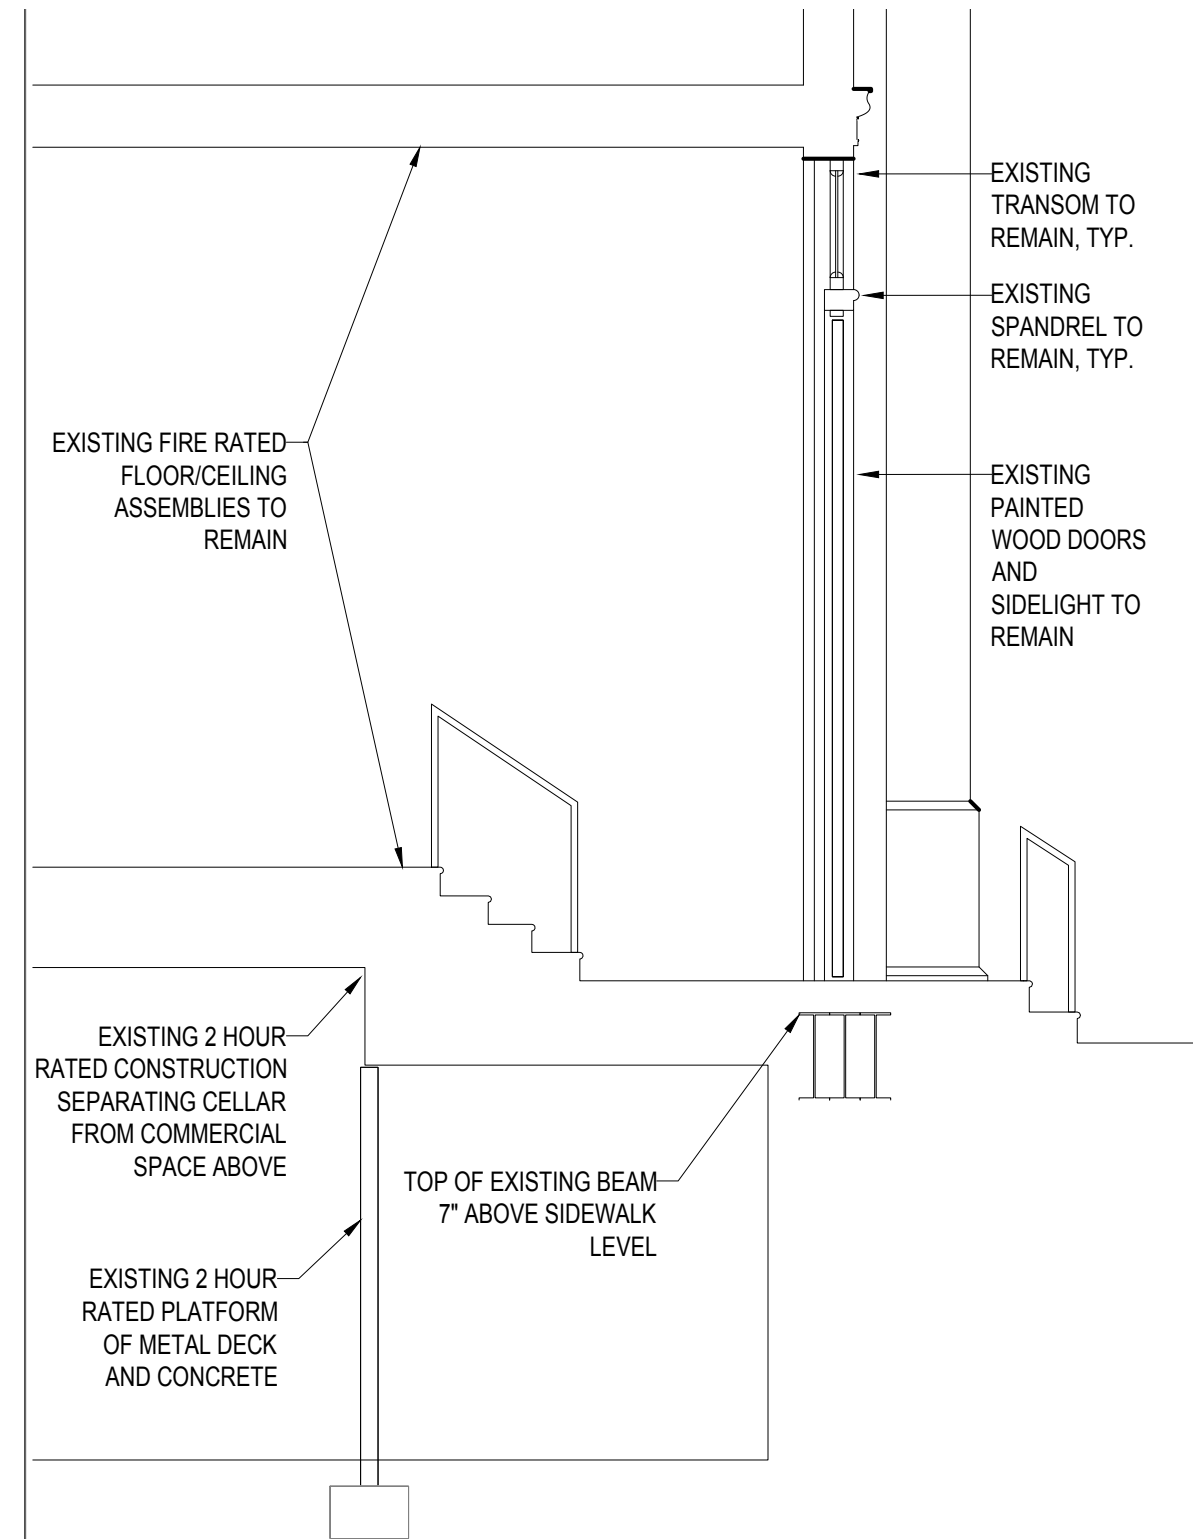 EXISTING
TRANSOM TO
REMAIN, TYP.
EXISTING
SPANDREL TO
REMAIN, TYP.
EXISTING FIRE RATED
FLOOR/CEILING
ASSEMBLIES TO
REMAIN
EXISTING
PAINTED
WOOD DOORS
AND
SIDELIGHT TO
REMAIN
EXISTING 2 HOUR
RATED CONSTRUCTION
SEPARATING CELLAR
FROM COMMERCIAL
SPACE ABOVE
TOP OF EXISTING BEAM
7" ABOVE SIDEWALK
LEVEL
EXISTING 2 HOUR
RATED PLATFORM
OF METAL DECK
AND CONCRETE